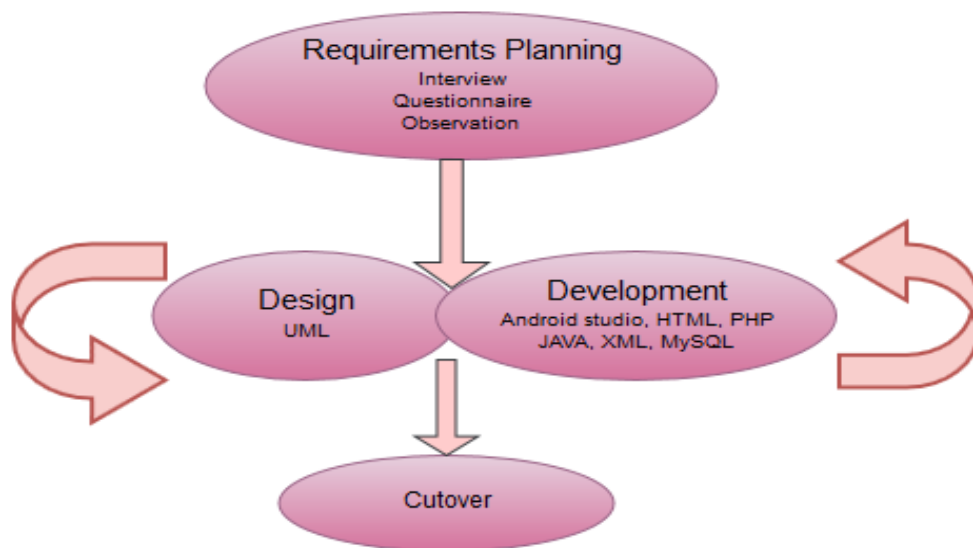 Requirements Planning
Interview
Questionnaire
Observation
Design
UML
Development
Android studio, HTML, PHP
JAVA, XML, MySQL
Cutover